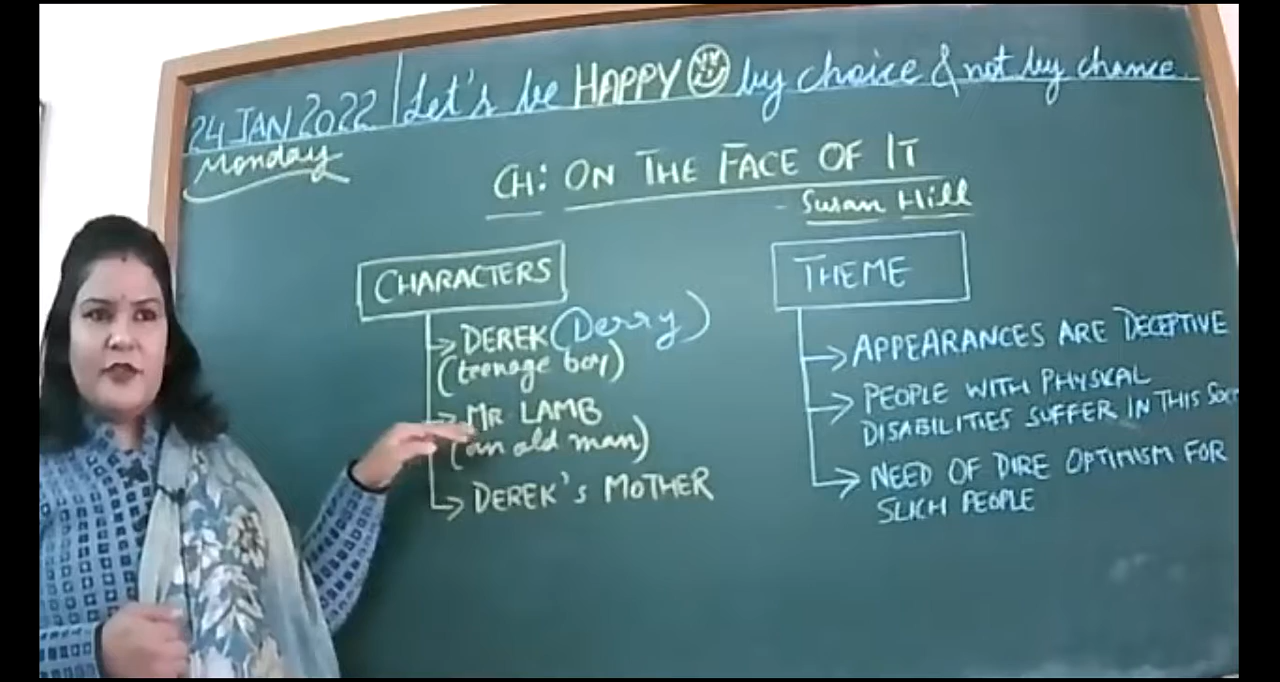 24 JAN 2022 Let's be HAPPY by choice & not by chance.
Monday
CH: ON THE FACE OF IT
- Susan Hill
CHARACTERS
DEREK (Derry)
(teenage boy)
MR LAMB
(an old man)
DEREK'S MOTHER
THEME
APPEARANCES ARE DECEPTIVE
PEOPLE WITH PHYSICAL
DISABILITIES SUFFER IN THIS
NEED OF DIRE OPTIMISM FOR
SUCH PEOPLE